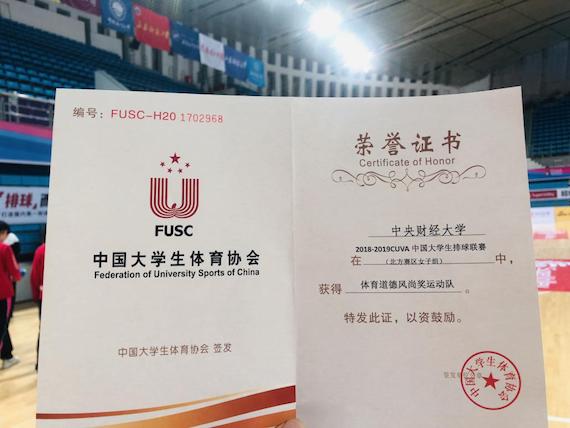 编号：FUSC-H20 1702968
FUSC
中国大学生体育协会
Federation of University Sports of China
中国大学生体育协会 签发
荣誉证书
Certificate of Honor
中央财经大学
2018-2019CUVA 中国大学生排球联赛
在（北方赛区女子组）中，
获得 体育道德风尚奖运动队 。
特发此证，以资鼓励。
中国大学生体育协会
排球，